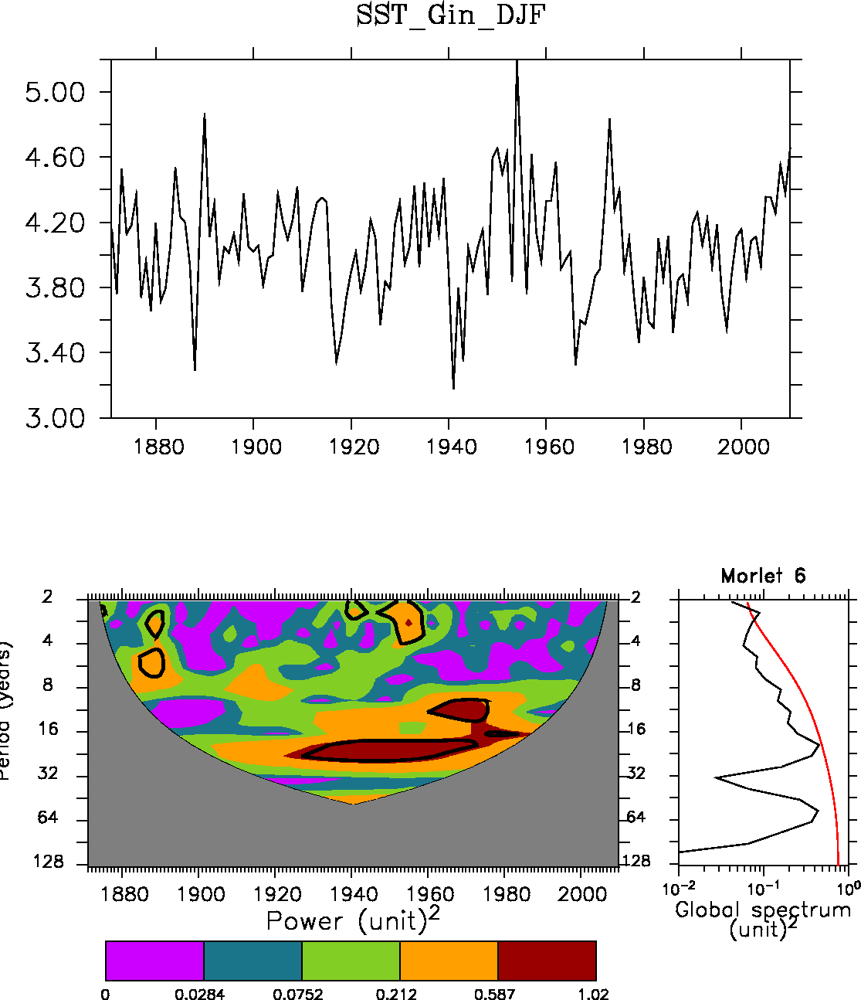 SST_Gin_DJF
5.00
4.60
4.20
3.80
3.40
3.00
1880 1900 1920 1940 1960 1980 2000
Morlet 6
Period (years)
2 2
4 4
8 8
16 16
32 32
64 64
128 128
1880 1900 1920 1940 1960 1980 2000
10⁻² 10⁻¹ 10⁰
Power (unit)²
Global spectrum
(unit)²
0 0.0284 0.0752 0.212 0.587 1.02